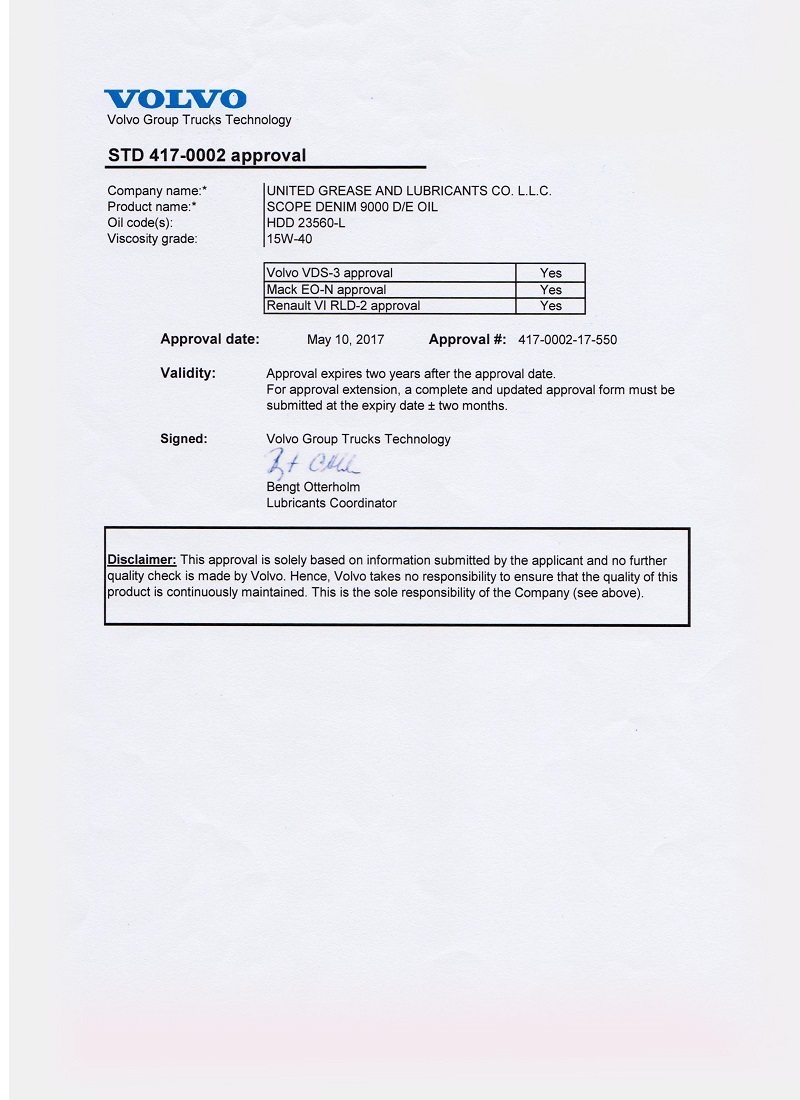 VOLVO
Volvo Group Trucks Technology
STD 417-0002 approval
Company name:* UNITED GREASE AND LUBRICANTS CO. L.L.C.
Product name:* SCOPE DENIM 9000 D/E OIL
Oil code(s): HDD 23560-L
Viscosity grade: 15W-40
Volvo VDS-3 approval Yes
Mack EO-N approval Yes
Renault VI RLD-2 approval Yes
Approval date: May 10, 2017 Approval #: 417-0002-17-550
Validity: Approval expires two years after the approval date.
For approval extension, a complete and updated approval form must be
submitted at the expiry date ± two months.
Signed: Volvo Group Trucks Technology
Bengt Otterholm
Lubricants Coordinator
Disclaimer: This approval is solely based on information submitted by the applicant and no further
quality check is made by Volvo. Hence, Volvo takes no responsibility to ensure that the quality of this
product is continuously maintained. This is the sole responsibility of the Company (see above).